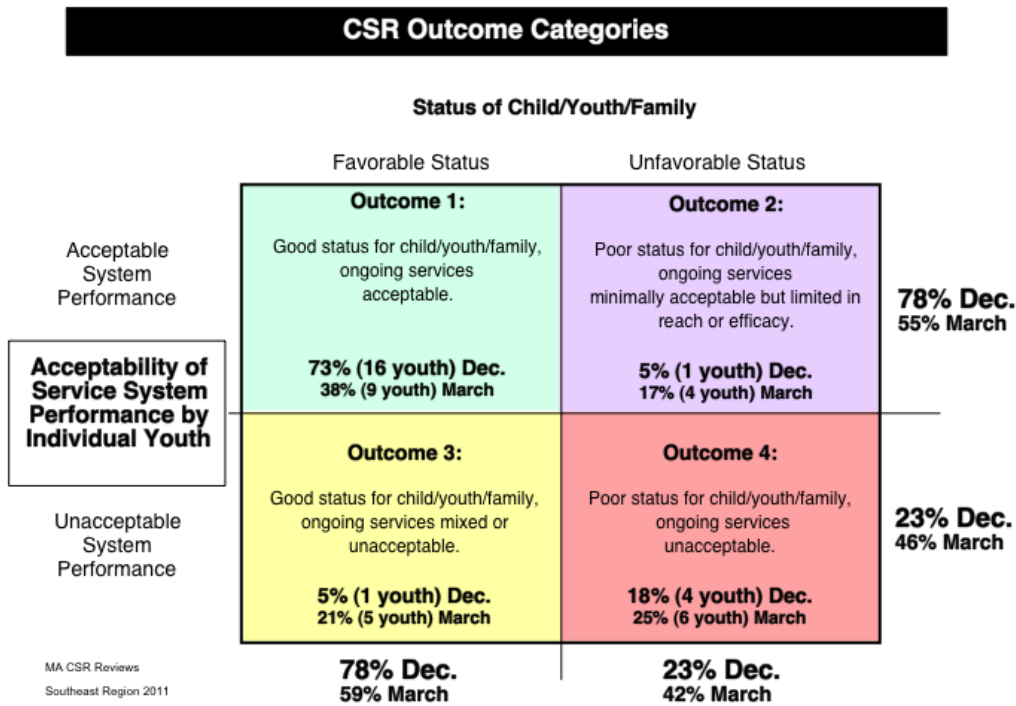 CSR Outcome Categories
Status of Child/Youth/Family
Favorable Status
Unfavorable Status
Acceptable
System
Performance
Outcome 1:
Good status for child/youth/family,
ongoing services
acceptable.
73% (16 youth) Dec.
38% (9 youth) March
Outcome 2:
Poor status for child/youth/family,
ongoing services
minimally acceptable but limited in
reach or efficacy.
5% (1 youth) Dec.
17% (4 youth) March
78% Dec.
55% March
Acceptability of
Service System
Performance by
Individual Youth
Unacceptable
System
Performance
Outcome 3:
Good status for child/youth/family,
ongoing services mixed or
unacceptable.
5% (1 youth) Dec.
21% (5 youth) March
Outcome 4:
Poor status for child/youth/family,
ongoing services
unacceptable.
18% (4 youth) Dec.
25% (6 youth) March
23% Dec.
46% March
78% Dec.
59% March
23% Dec.
42% March
MA CSR Reviews
Southeast Region 2011